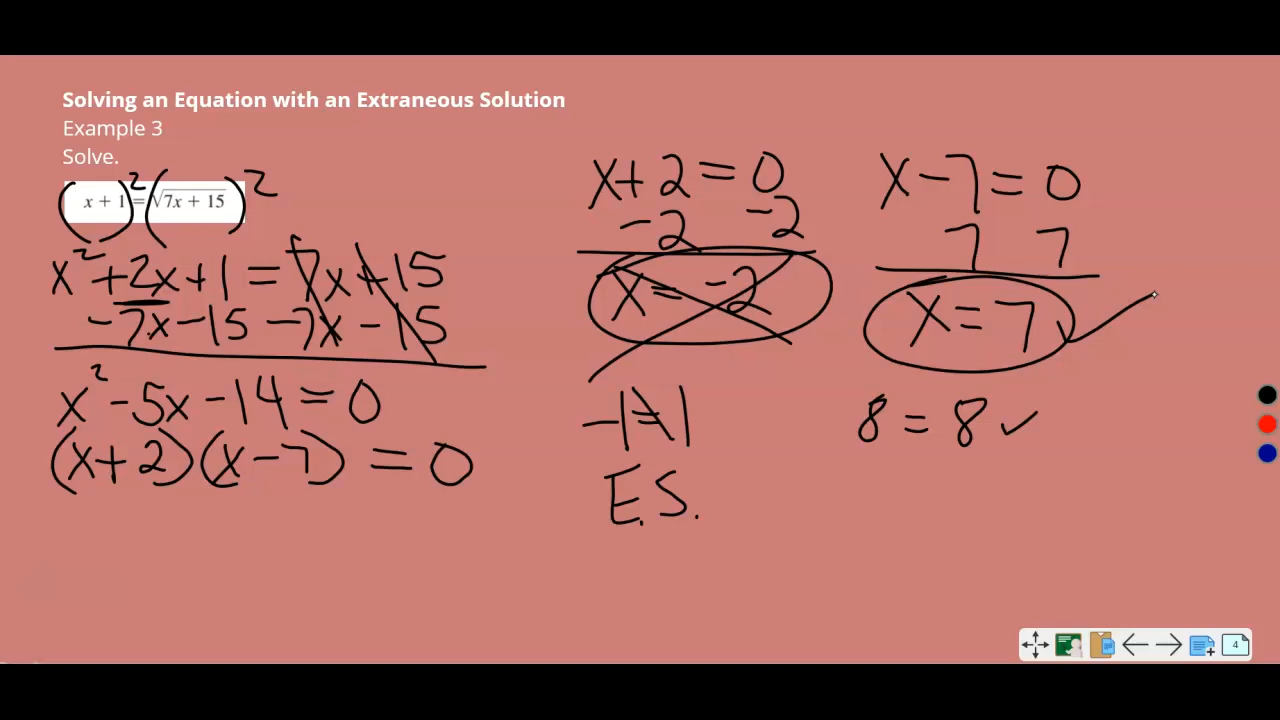 Solving an Equation with an Extraneous Solution
Example 3
Solve.
(x + 1)² = (√7x + 15)²
x² + 2x + 1 = 7x + 15
- 7x - 15 - 7x - 15
x² - 5x - 14 = 0
(x + 2)(x - 7) = 0
x + 2 = 0
- 2 - 2
x = -2
-1 = 1
E.S.
x - 7 = 0
7 7
x = 7 ✓
8 = 8 ✓
4